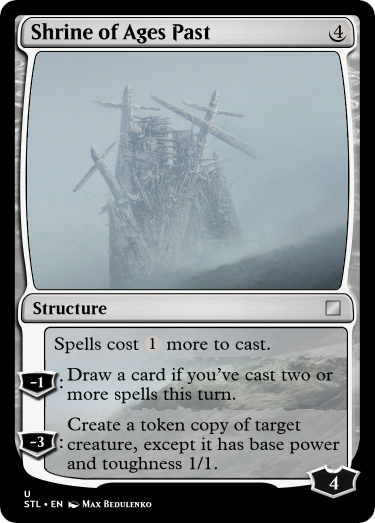 Shrine of Ages Past 4
Structure
Spells cost 1 more to cast.
-1: Draw a card if you've cast two or
more spells this turn.
Create a token copy of target
-3: creature, except it has base power
and toughness 1/1.
4
U
STL • EN Max Bedulenko